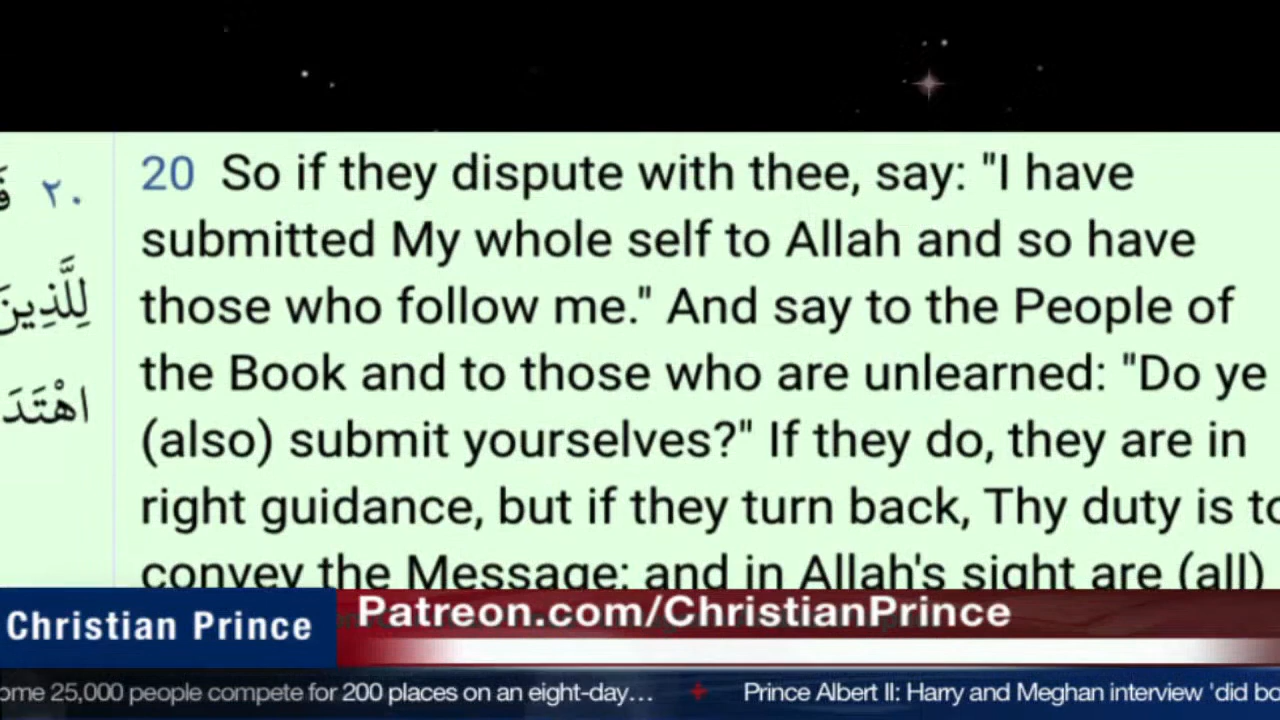 20 So if they dispute with thee, say: "I have
submitted My whole self to Allah and so have
those who follow me." And say to the People of
the Book and to those who are unlearned: "Do ye
(also) submit yourselves?" If they do, they are in
right guidance, but if they turn back, Thy duty is to
convey the Message; and in Allah's sight are (all)
٢٠
لِلَّذِينَ
اهْتَدَ
Christian Prince
Patreon.com/ChristianPrince
ome 25,000 people compete for 200 places on an eight-day…
Prince Albert II: Harry and Meghan interview 'did bo